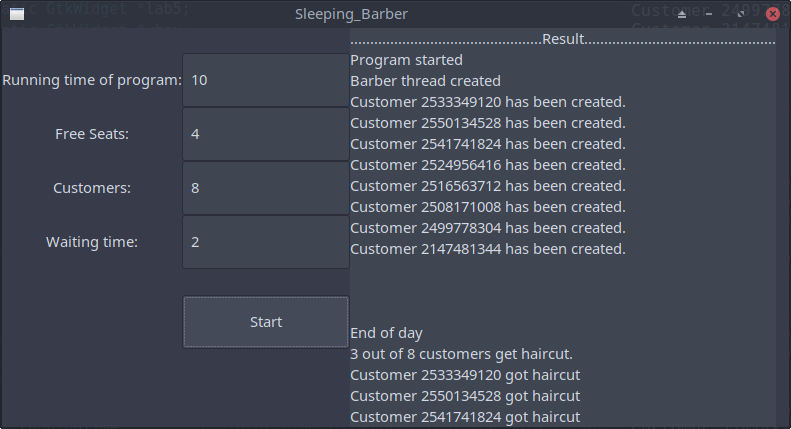 Sleeping_Barber
Running time of program: 10
Free Seats: 4
Customers: 8
Waiting time: 2
Start
Result
Program started
Barber thread created
Customer 2533349120 has been created.
Customer 2550134528 has been created.
Customer 2541741824 has been created.
Customer 2524956416 has been created.
Customer 2516563712 has been created.
Customer 2508171008 has been created.
Customer 2499778304 has been created.
Customer 2147481344 has been created.
End of day
3 out of 8 customers get haircut.
Customer 2533349120 got haircut
Customer 2550134528 got haircut
Customer 2541741824 got haircut